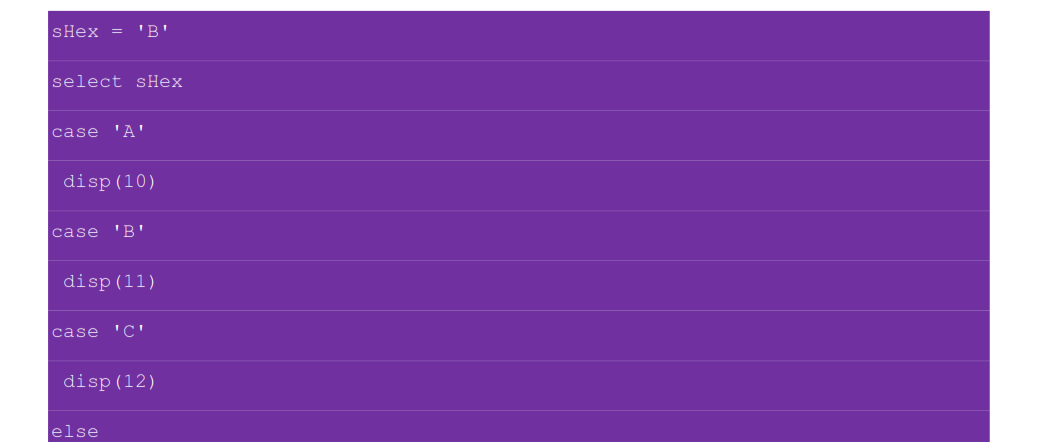 sHex = 'B'
select sHex
case 'A'
 disp(10)
case 'B'
 disp(11)
case 'C'
 disp(12)
else